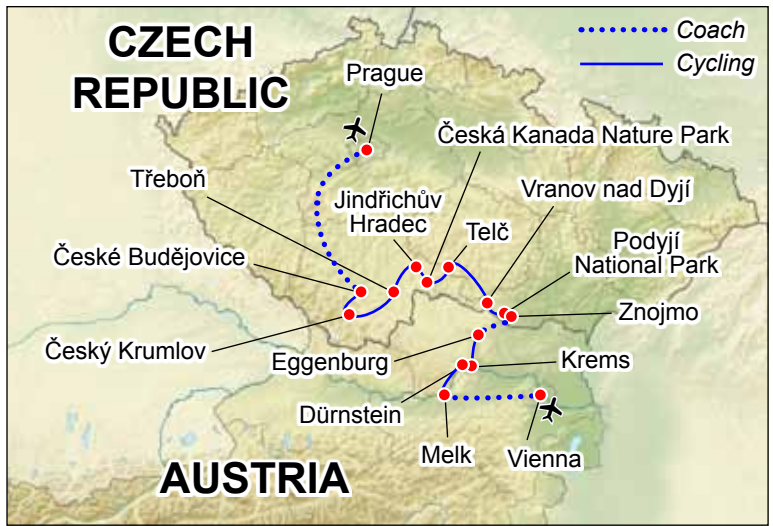 CZECH
REPUBLIC
Coach
Cycling
Prague
Česká Kanada Nature Park
Třeboň
Jindřichův
Hradec
Vranov nad Dyjí
Telč
Podyjí
National Park
České Budějovice
Znojmo
Český Krumlov
Eggenburg
Krems
Dürnstein
Melk
Vienna
AUSTRIA